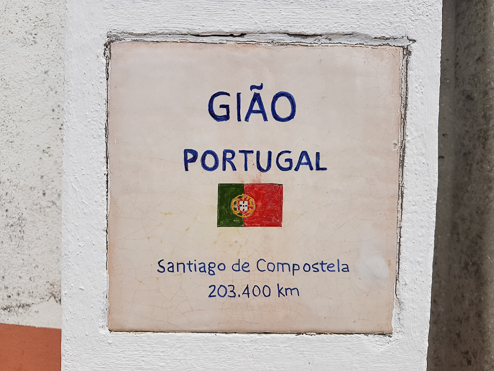 GIÃO
PORTUGAL
Santiago de Compostela
203.400 km